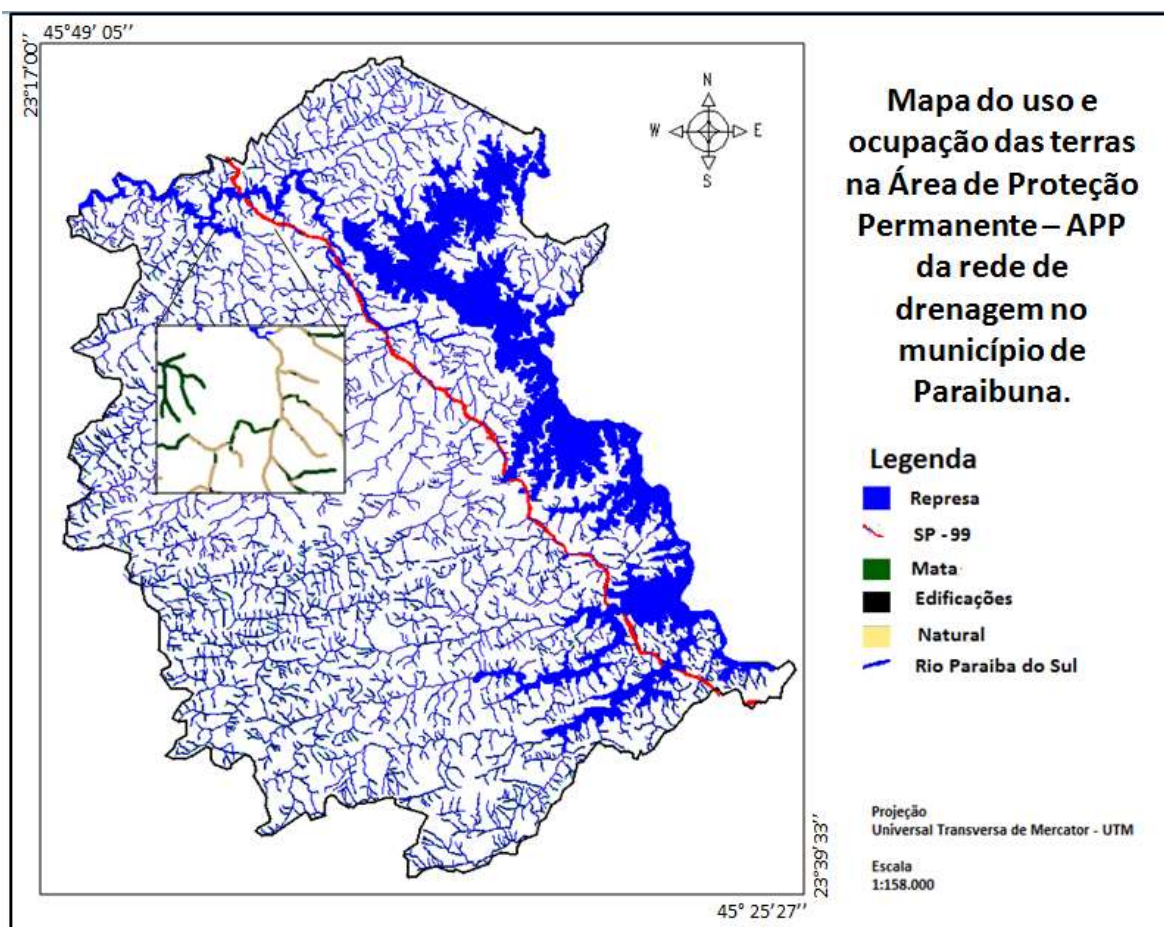 45°49' 05''
23°17'00''
N
W
E
S
Mapa do uso e
ocupação das terras
na Área de Proteção
Permanente – APP
da rede de
drenagem no
município de
Paraibuna.
Legenda
Represa
SP - 99
Mata
Edificações
Natural
Rio Paraiba do Sul
Projeção
Universal Transversa de Mercator - UTM
Escala
1:158.000
23°39'33''
45° 25'27''